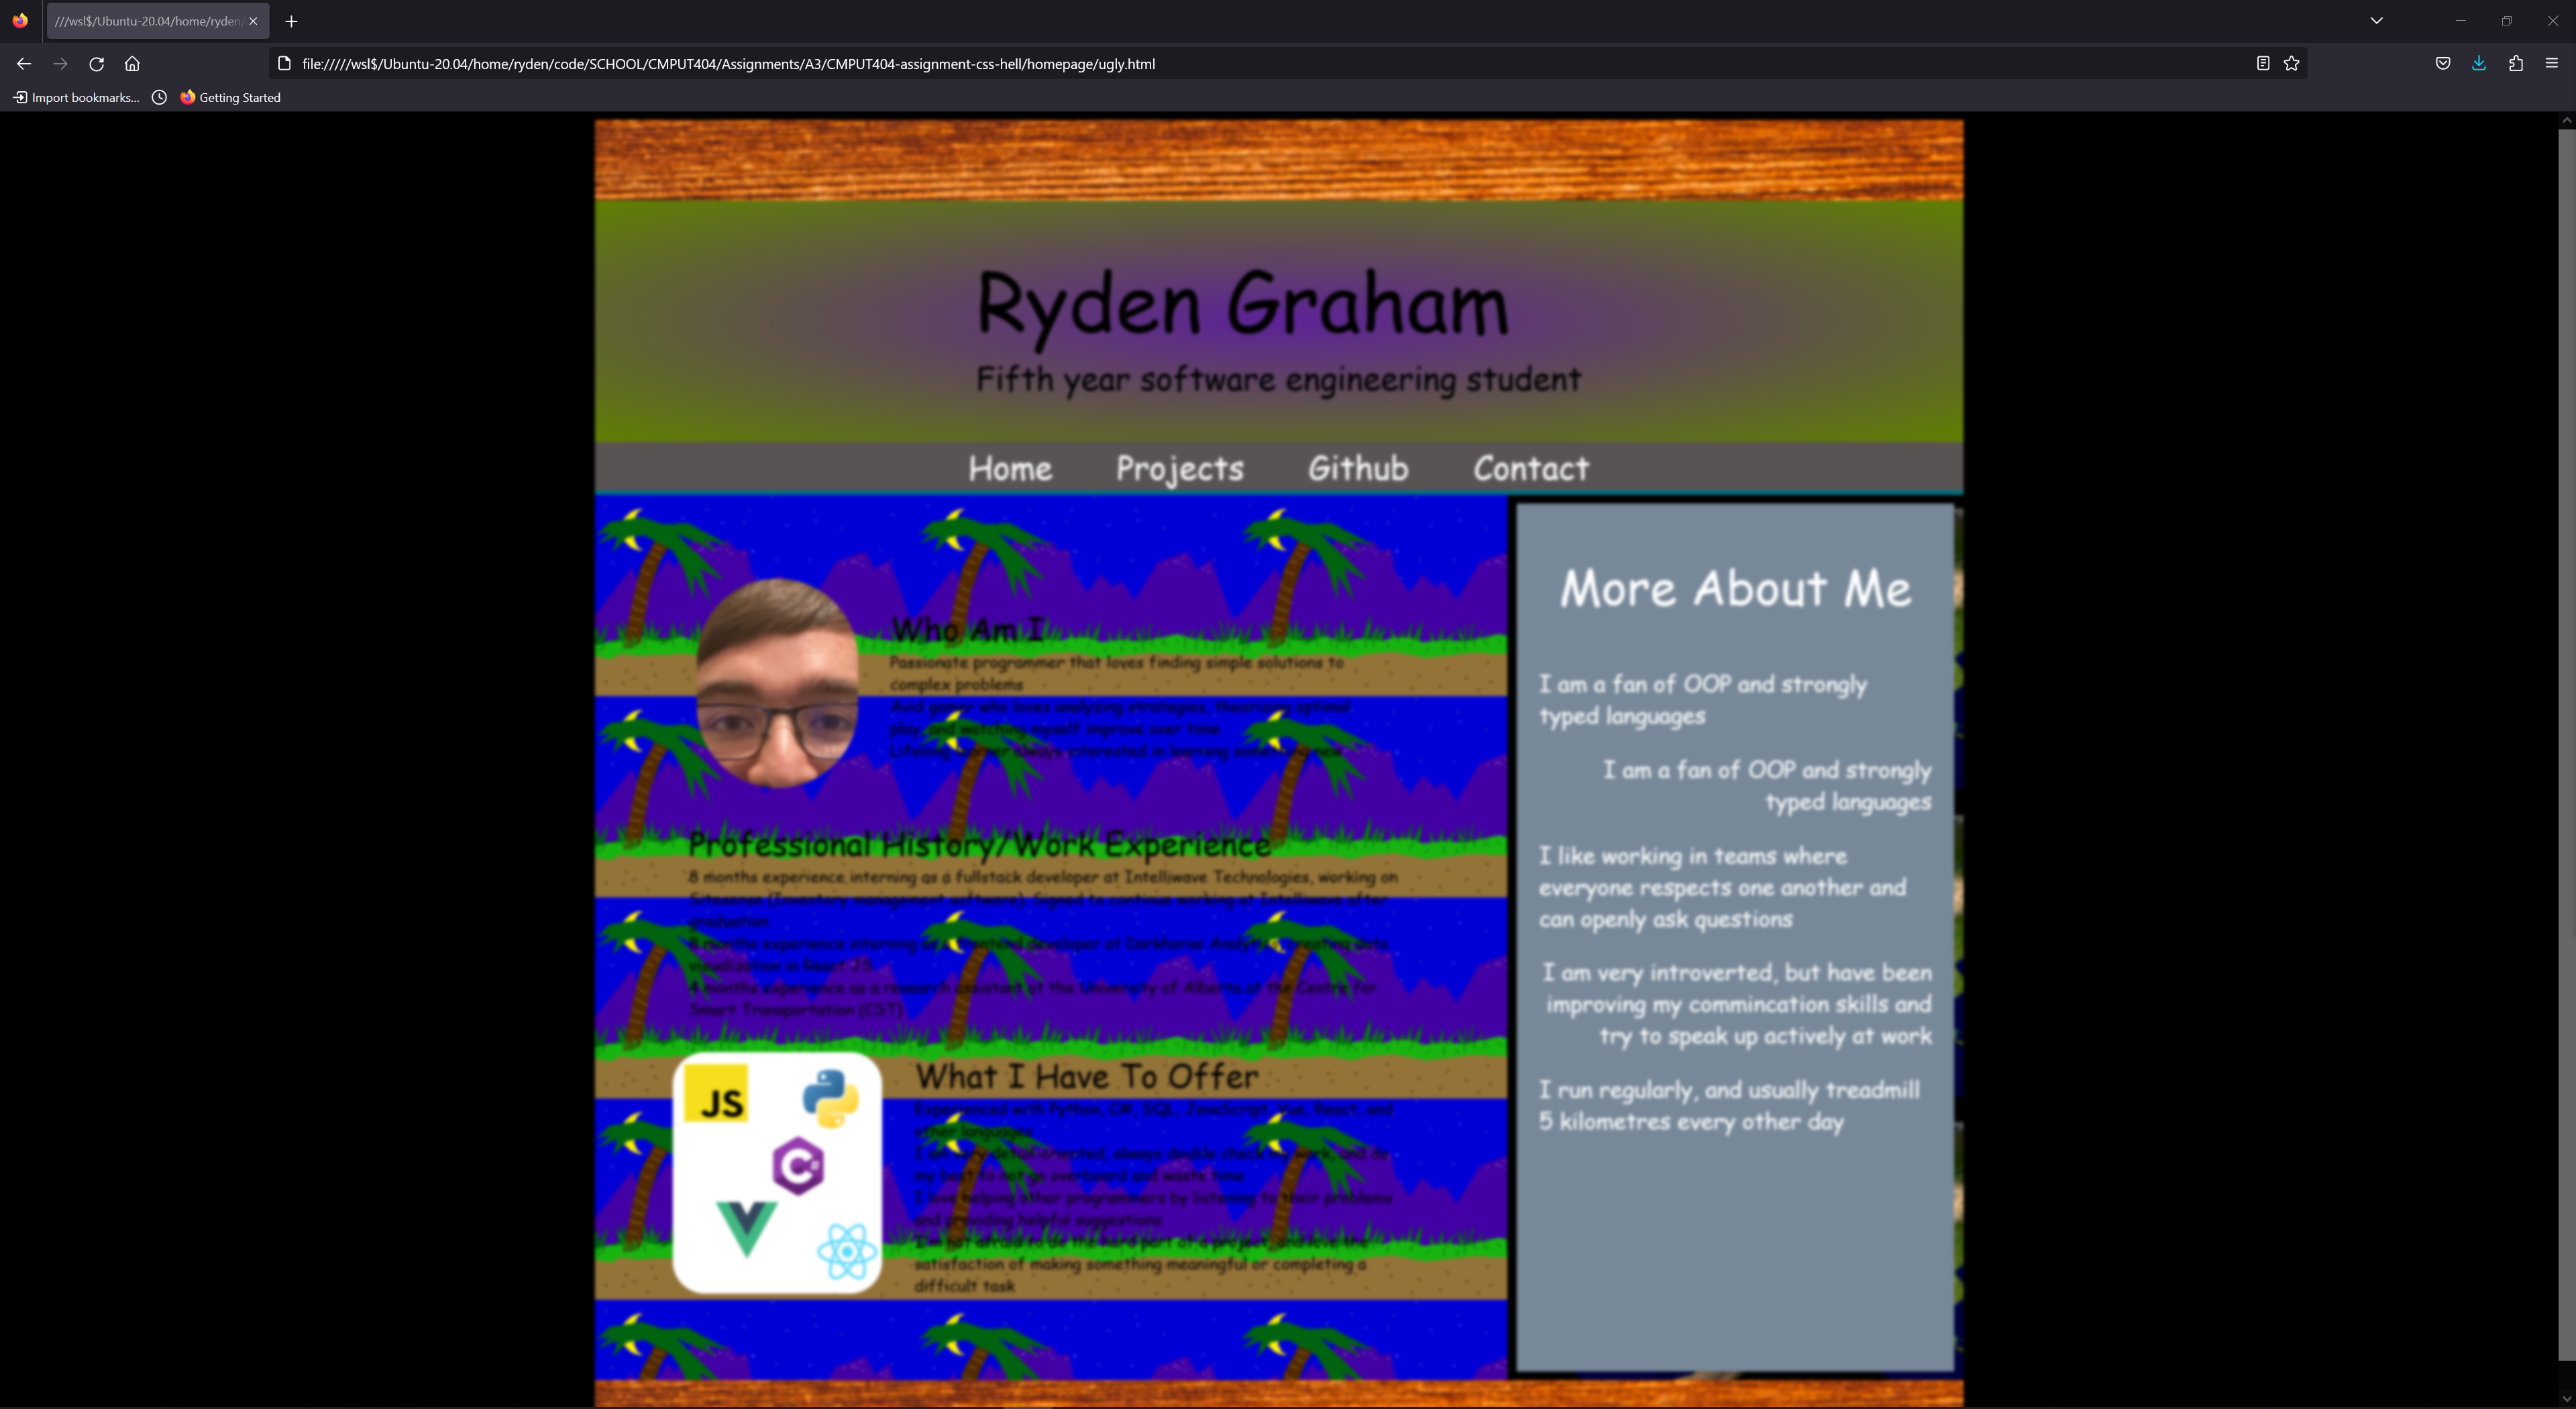 ///wsl$/Ubuntu-20.04/home/ryden/
file://///wsl$/Ubuntu-20.04/home/ryden/code/SCHOOL/CMPUT404/Assignments/A3/CMPUT404-assignment-css-hell/homepage/ugly.html
Import bookmarks...
Getting Started
Ryden Graham
Fifth year software engineering student
Home Projects Github Contact
Who Am I
Passionate programmer that loves finding simple solutions to
complex problems
Avid gamer who loves analyzing strategies, theorizing optimal
play, and watching myself improve over time
Lifelong learner always interested in learning something new
Professional History/Work Experience
8 months experience interning as a fullstack developer at Intelliwave Technologies, working on
Sitesense (Inventory management software). Signed to continue working at Intelliwave after
graduation
8 months experience interning as a frontend developer at Darkhorse Analytics creating data
visualization in React JS
4 months experience as a research assistant at the University of Alberta at the Centre for
Smart Transportation (CST)
JS
C#
What I Have To Offer
Experienced with Python, C#, SQL, JavaScript, Vue, React, and
other languages
I am very detail-oriented, always double check my work, and do
my best to not go overboard and waste time
I love helping other programmers by listening to their problems
and providing helpful suggestions
I'm not afraid to do the hard part of a project and love the
satisfaction of making something meaningful or completing a
difficult task
More About Me
I am a fan of OOP and strongly
typed languages
I am a fan of OOP and strongly
typed languages
I like working in teams where
everyone respects one another and
can openly ask questions
I am very introverted, but have been
improving my commincation skills and
try to speak up actively at work
I run regularly, and usually treadmill
5 kilometres every other day